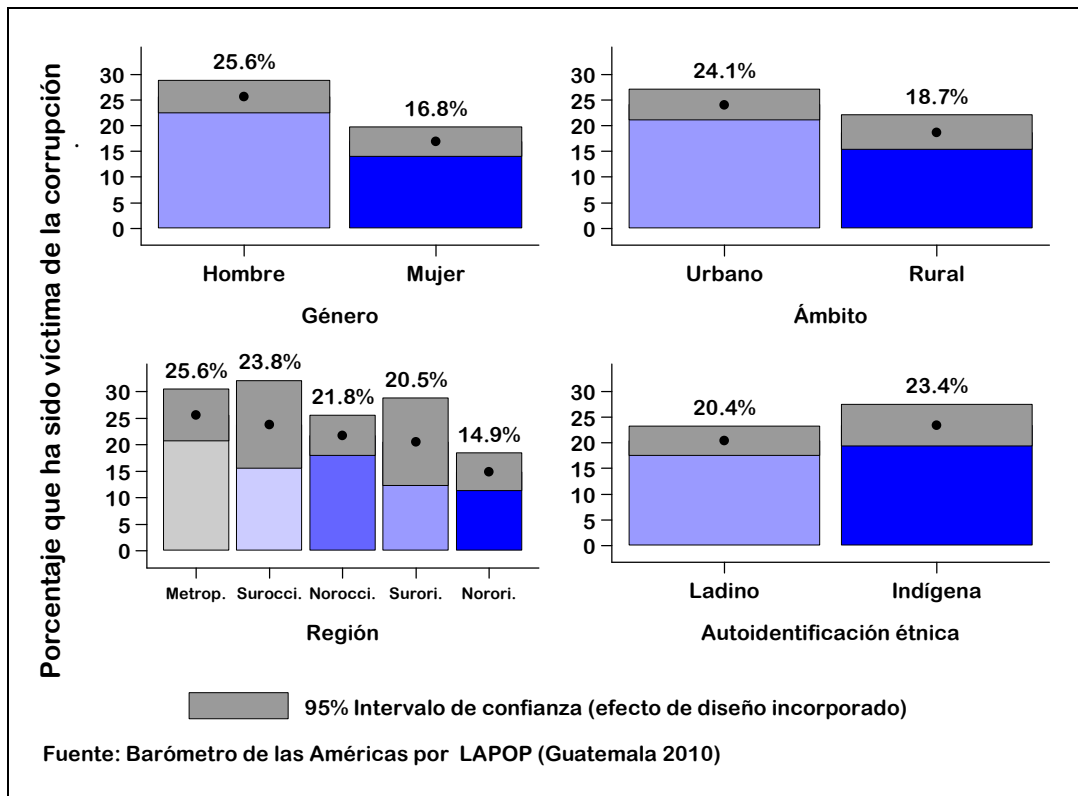 Porcentaje que ha sido víctima de la corrupción
25.6%
16.8%
30
25
20
15
10
5
0
Hombre Mujer
Género
24.1%
18.7%
30
25
20
15
10
5
0
Urbano Rural
Ámbito
25.6% 23.8% 21.8% 20.5% 14.9%
30
25
20
15
10
5
0
Metrop. Surocci. Norocci. Surori. Norori.
Región
20.4% 23.4%
30
25
20
15
10
5
0
Ladino Indígena
Autoidentificación étnica
95% Intervalo de confianza (efecto de diseño incorporado)
Fuente: Barómetro de las Américas por LAPOP (Guatemala 2010)